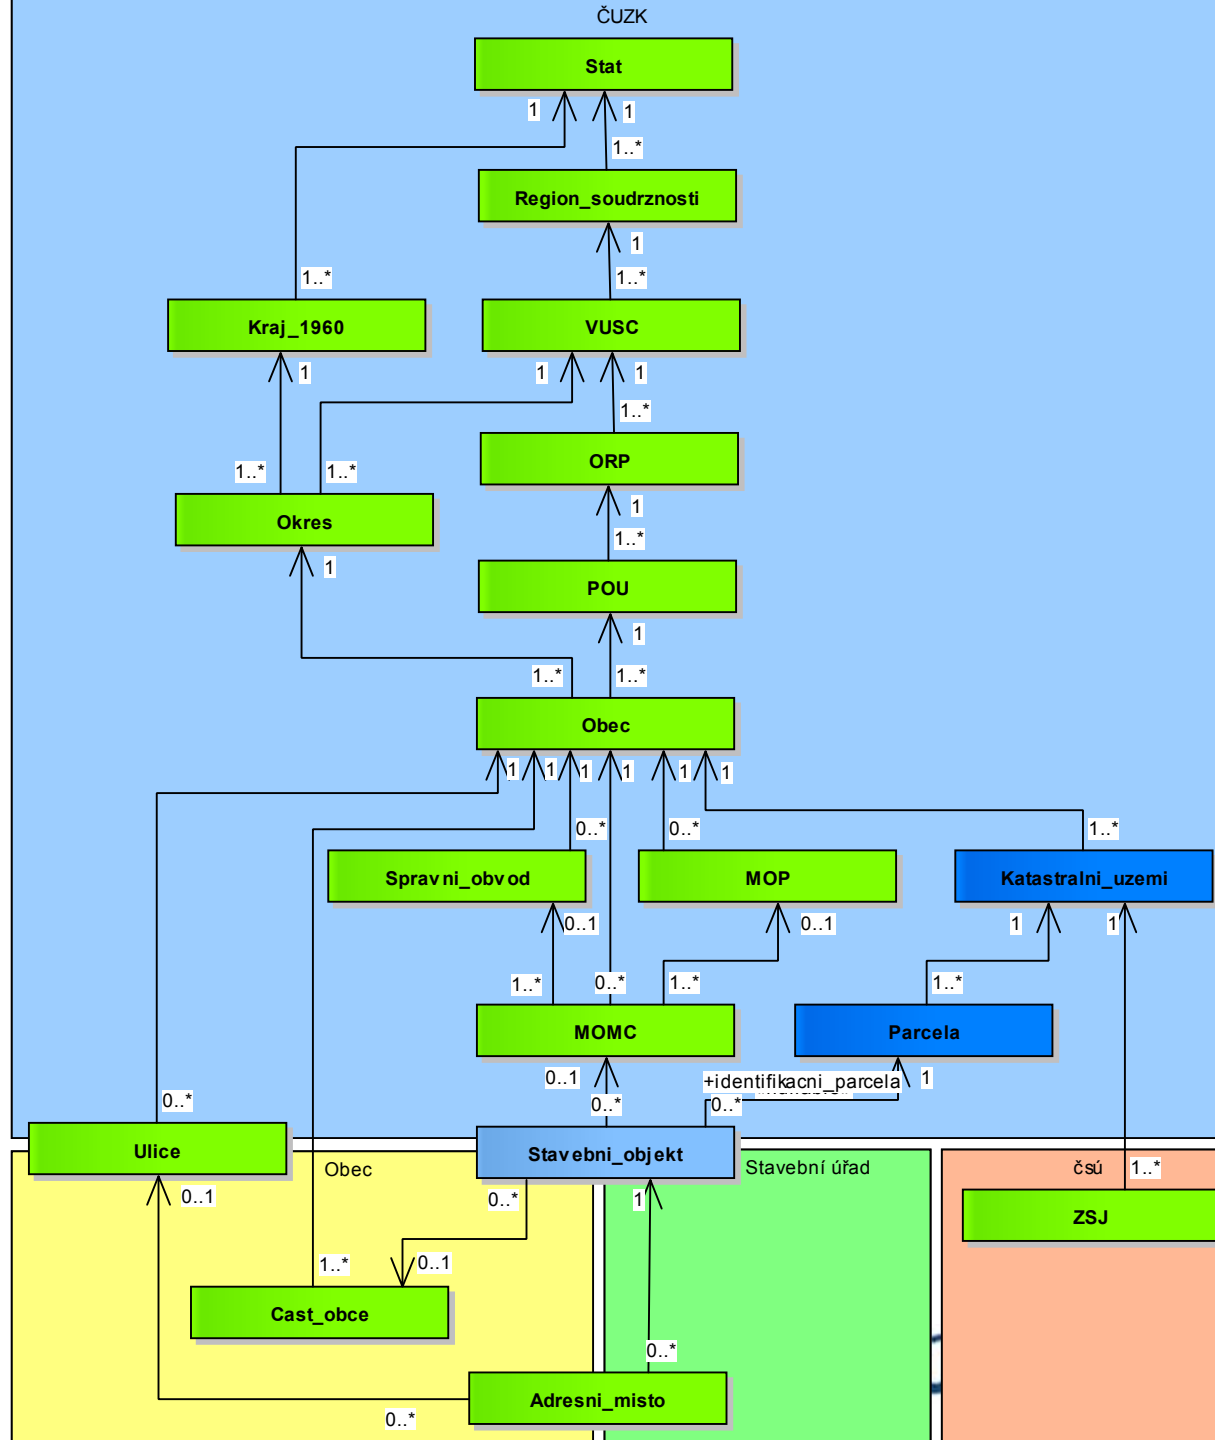 ČUZK
Stat
1
1
1..*
Region_soudrznosti
1
1..*
1..*
Kraj_1960
VUSC
1
1
1
1..*
ORP
1..*
1..*
1
Okres
1..*
1
POU
1
1..*
1..*
Obec
1
1
1
1
1
1
0..*
0..*
1..*
Spravni_obvod
MOP
Katastralni_uzemi
0..1
0..1
1
1
1..*
0..*
1..*
1..*
MOMC
Parcela
0..1
+identifikacni_parcela
1
0..*
0..*
0..*
Ulice
Stavebni_objekt
Obec
Stavební úřad
čsú
1..*
0..1
0..*
1
ZSJ
1..*
0..1
Cast_obce
0..*
Adresni_misto
0..*